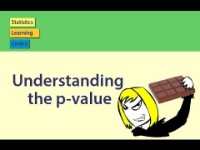 Statistics
Learning
Centre
Understanding
the p-value